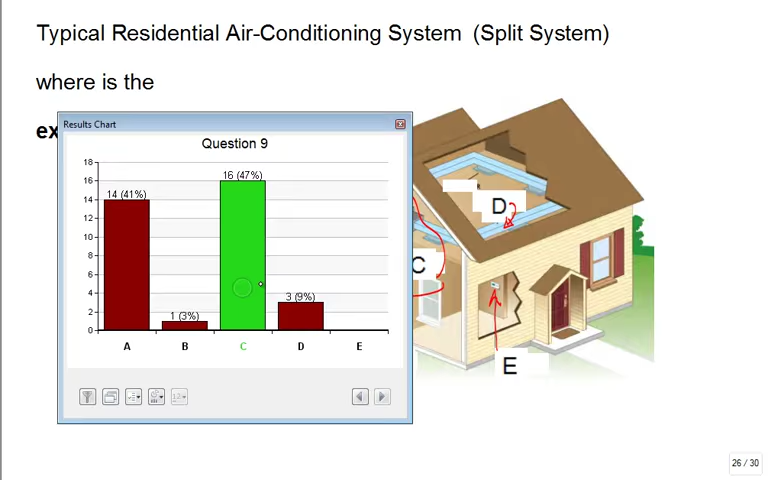 Typical Residential Air-Conditioning System (Split System)
where is the
ex
Results Chart
Question 9
18
16
14
12
10
8
6
4
2
0
14 (41%)
1 (3%)
16 (47%)
3 (9%)
A B C D E
D
C
E
26 / 30